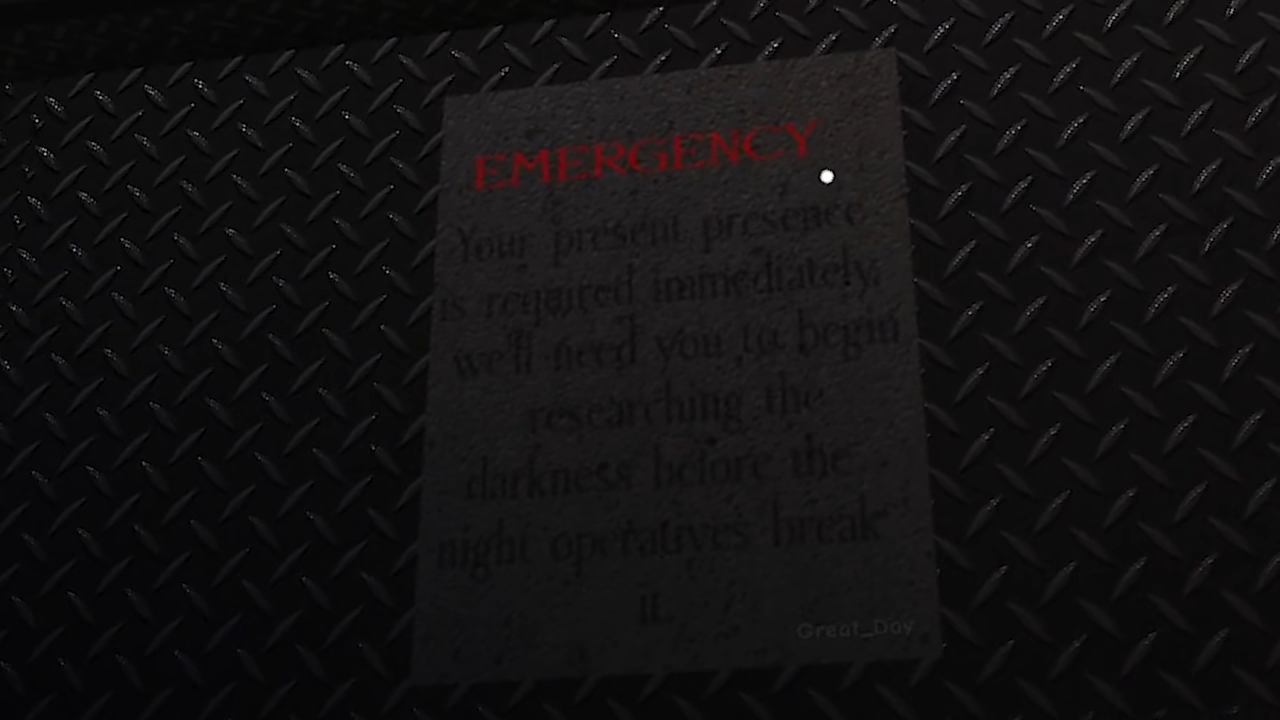 EMERGENCY
Your present presence
is required immediately,
we'll need you to begin
researching the
darkness before the
night operatives break
it.
Great_Day